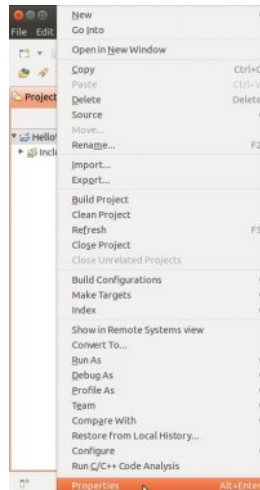 File Edit
Project
Hello
Incl
New
Go Into
Open in New Window
Copy Ctrl+C
Paste Ctrl+V
Delete Delete
Source
Move...
Rename... F2
Import...
Export...
Build Project
Clean Project
Refresh F5
Close Project
Close Unrelated Projects
Build Configurations
Make Targets
Index
Show in Remote Systems view
Convert To...
Run As
Debug As
Profile As
Team
Compare With
Restore from Local History...
Configure
Run C/C++ Code Analysis
Properties Alt+Enter